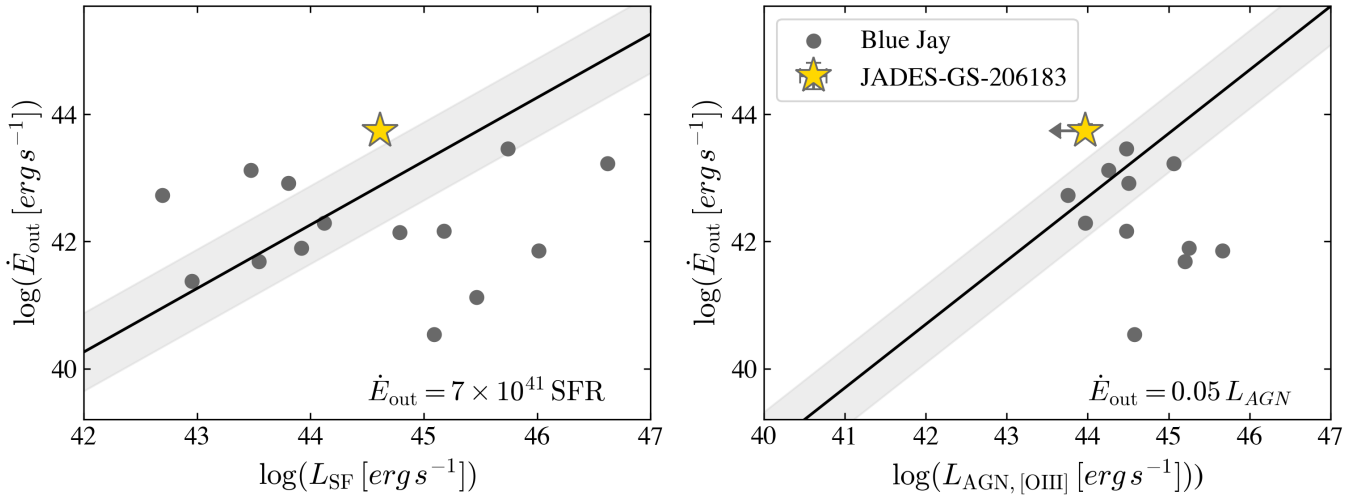 log(Ė_out [erg s⁻¹])
44
42
40
Ė_out = 7 × 10⁴¹ SFR
42 43 44 45 46 47
log(L_SF [erg s⁻¹])
log(Ė_out [erg s⁻¹])
Blue Jay
JADES-GS-206183
44
42
40
Ė_out = 0.05 L_AGN
40 41 42 43 44 45 46 47
log(L_AGN, [OIII] [erg s⁻¹]))